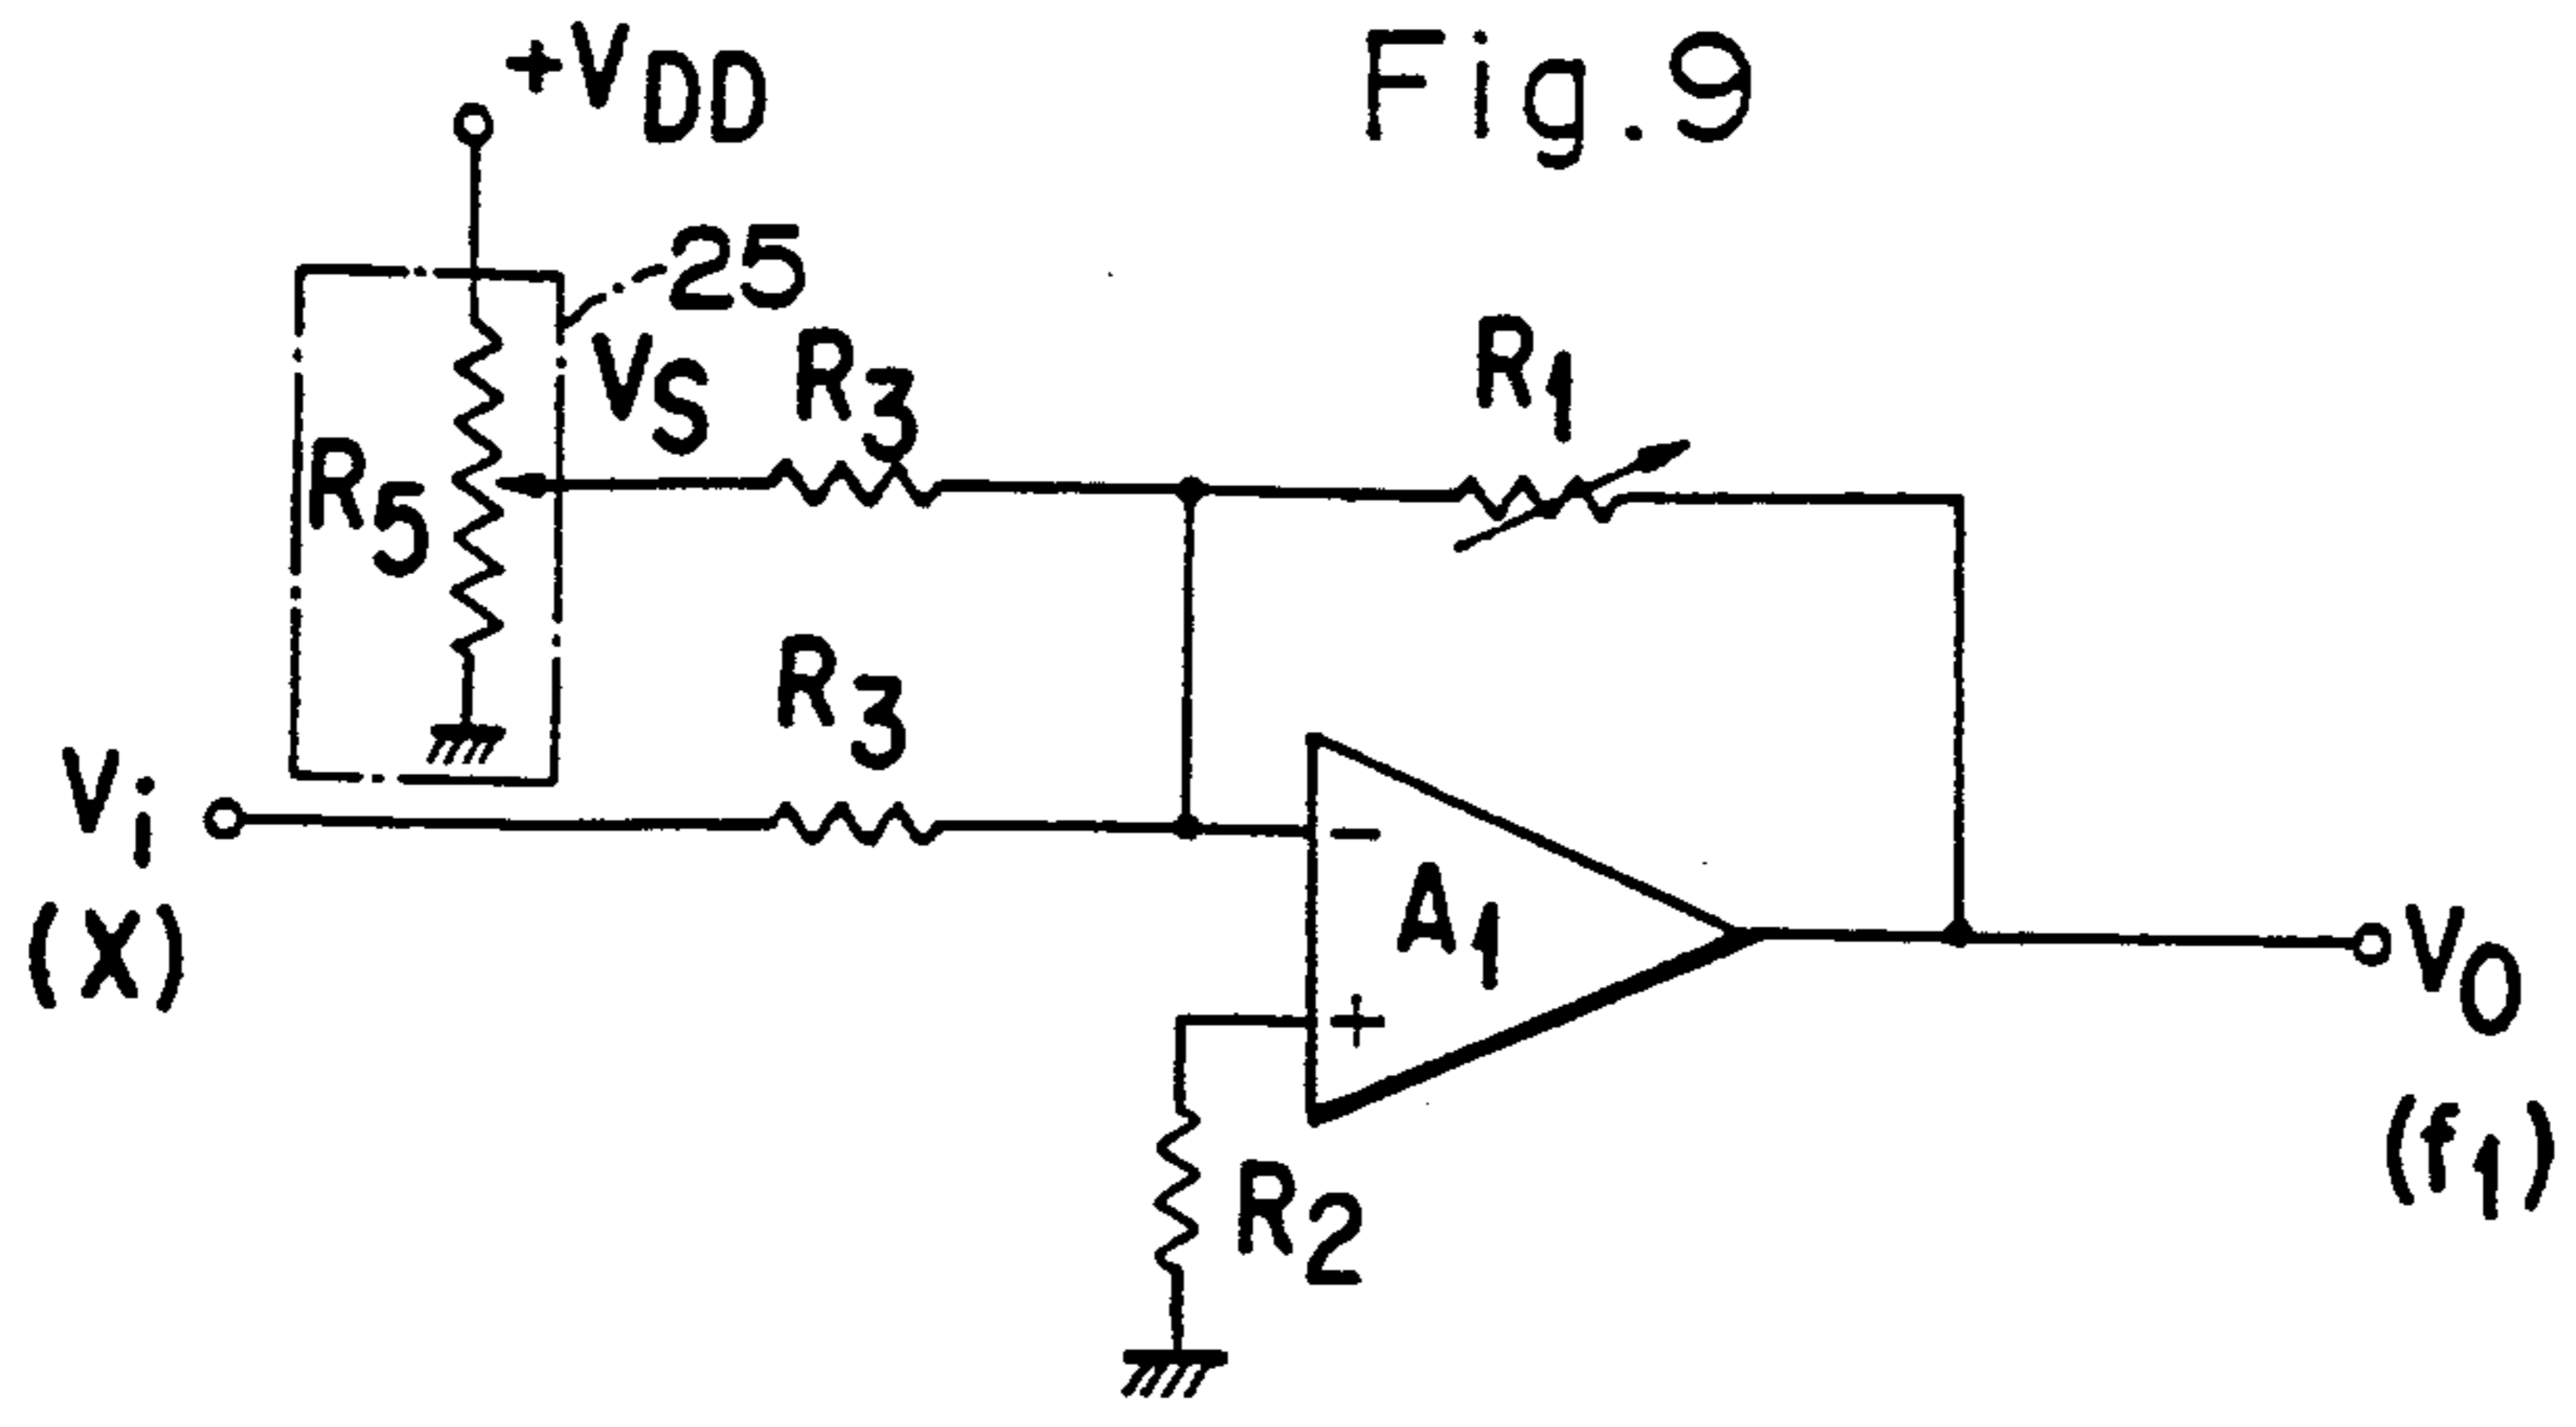 Fig.9
+VDD
25
VS
R3
R1
R5
R3
Vi
(X)
-
A1
+
VO
(f1)
R2